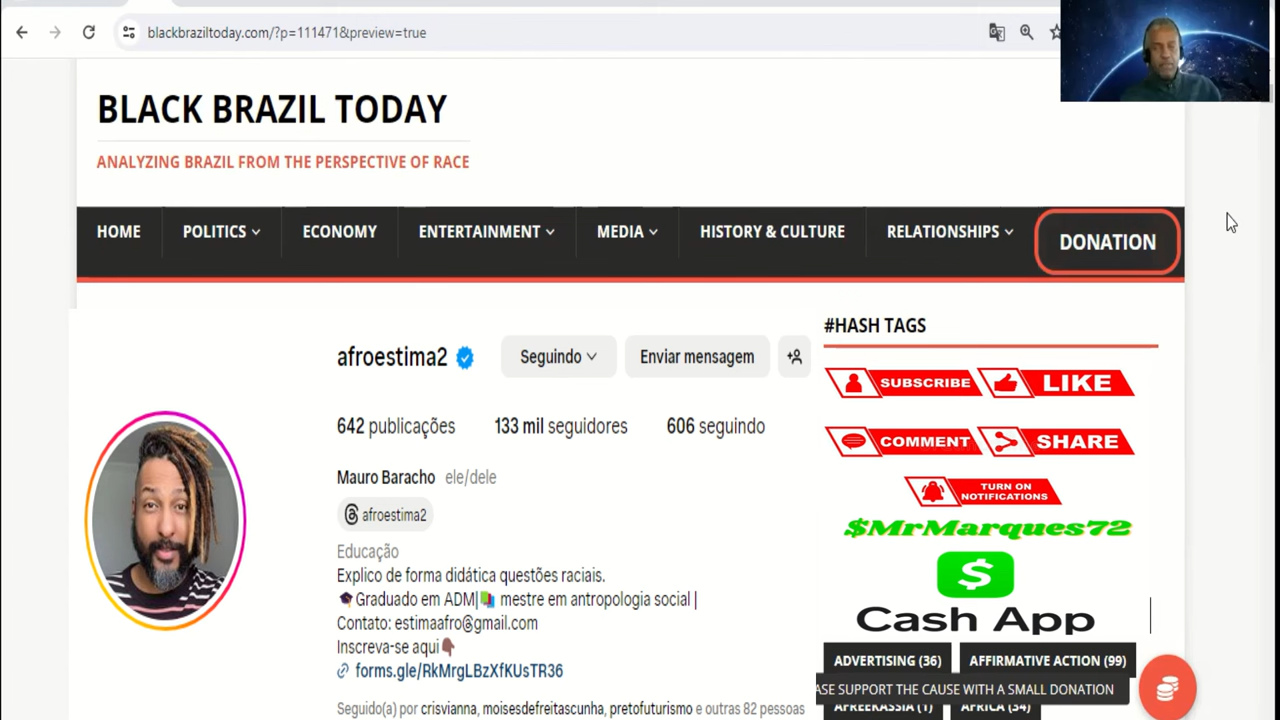 blackbraziltoday.com/?p=111471&preview=true
BLACK BRAZIL TODAY
ANALYZING BRAZIL FROM THE PERSPECTIVE OF RACE
HOME POLITICS ECONOMY ENTERTAINMENT MEDIA HISTORY & CULTURE RELATIONSHIPS DONATION
afroestima2 Seguindo Enviar mensagem
642 publicações 133 mil seguidores 606 seguindo
Mauro Baracho ele/dele
afroestima2
Educação
Explico de forma didática questões raciais.
Graduado em ADM| mestre em antropologia social |
Contato: estimaafro@gmail.com
Inscreva-se aqui
forms.gle/RkMrgLBzXfKUsTR36
Seguido(a) por crisvianna, moisesdefreitascunha, pretofuturismo e outras 82 pessoas
#HASH TAGS
SUBSCRIBE LIKE
COMMENT SHARE
TURN ON
NOTIFICATIONS
$MrMarques72
$
Cash App
ADVERTISING (36) AFFIRMATIVE ACTION (99)
ASE SUPPORT THE CAUSE WITH A SMALL DONATION
AFREEKASSIA (1) AFRICA (34)